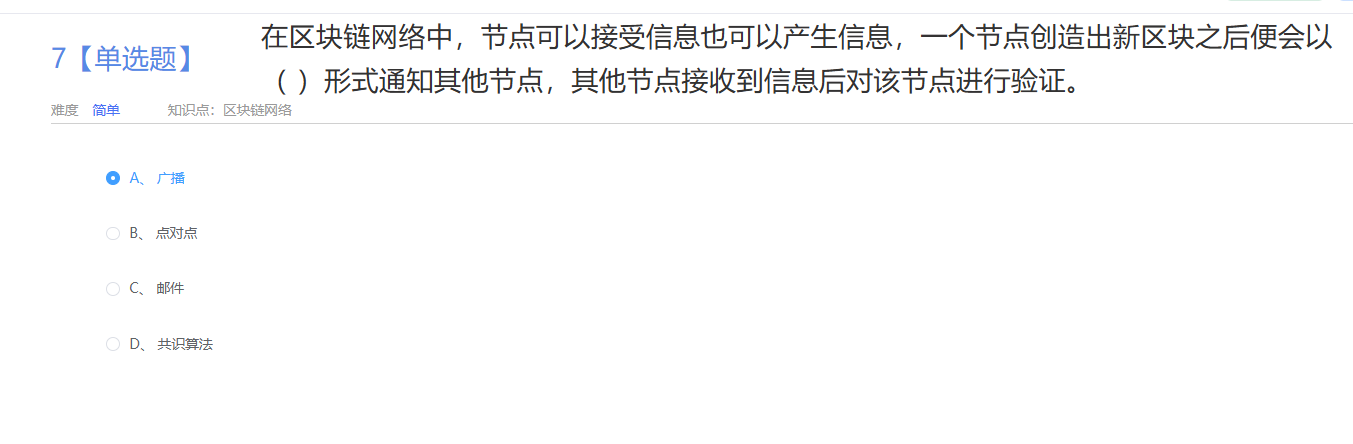 7【单选题】
在区块链网络中，节点可以接受信息也可以产生信息，一个节点创造出新区块之后便会以
（ ）形式通知其他节点，其他节点接收到信息后对该节点进行验证。
难度 简单 知识点：区块链网络
A、 广播
B、 点对点
C、 邮件
D、 共识算法